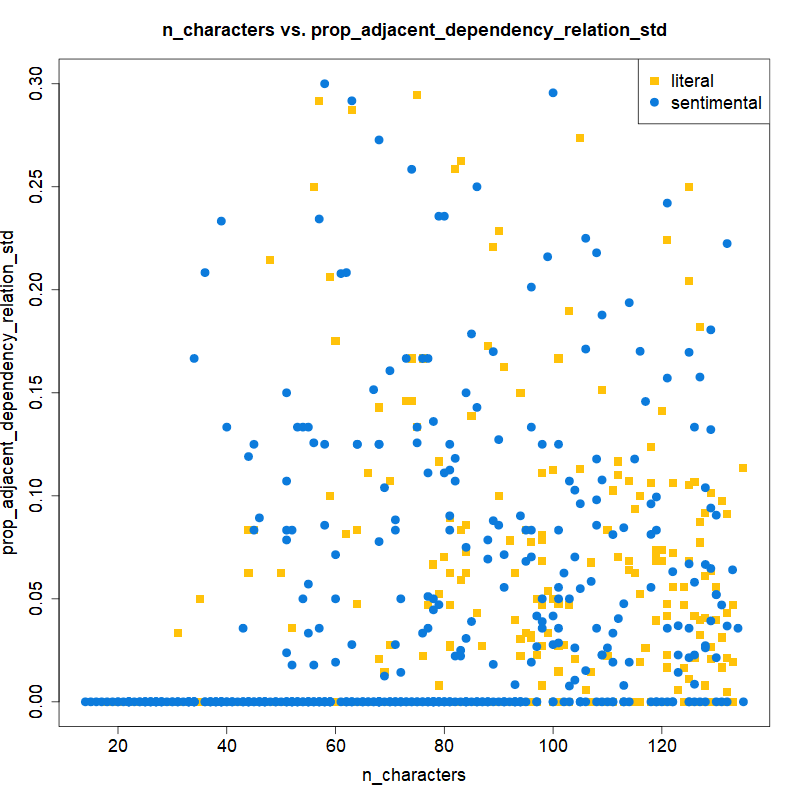 n_characters vs. prop_adjacent_dependency_relation_std
literal
sentimental
prop_adjacent_dependency_relation_std
0.30
0.25
0.20
0.15
0.10
0.05
0.00
20 40 60 80 100 120
n_characters